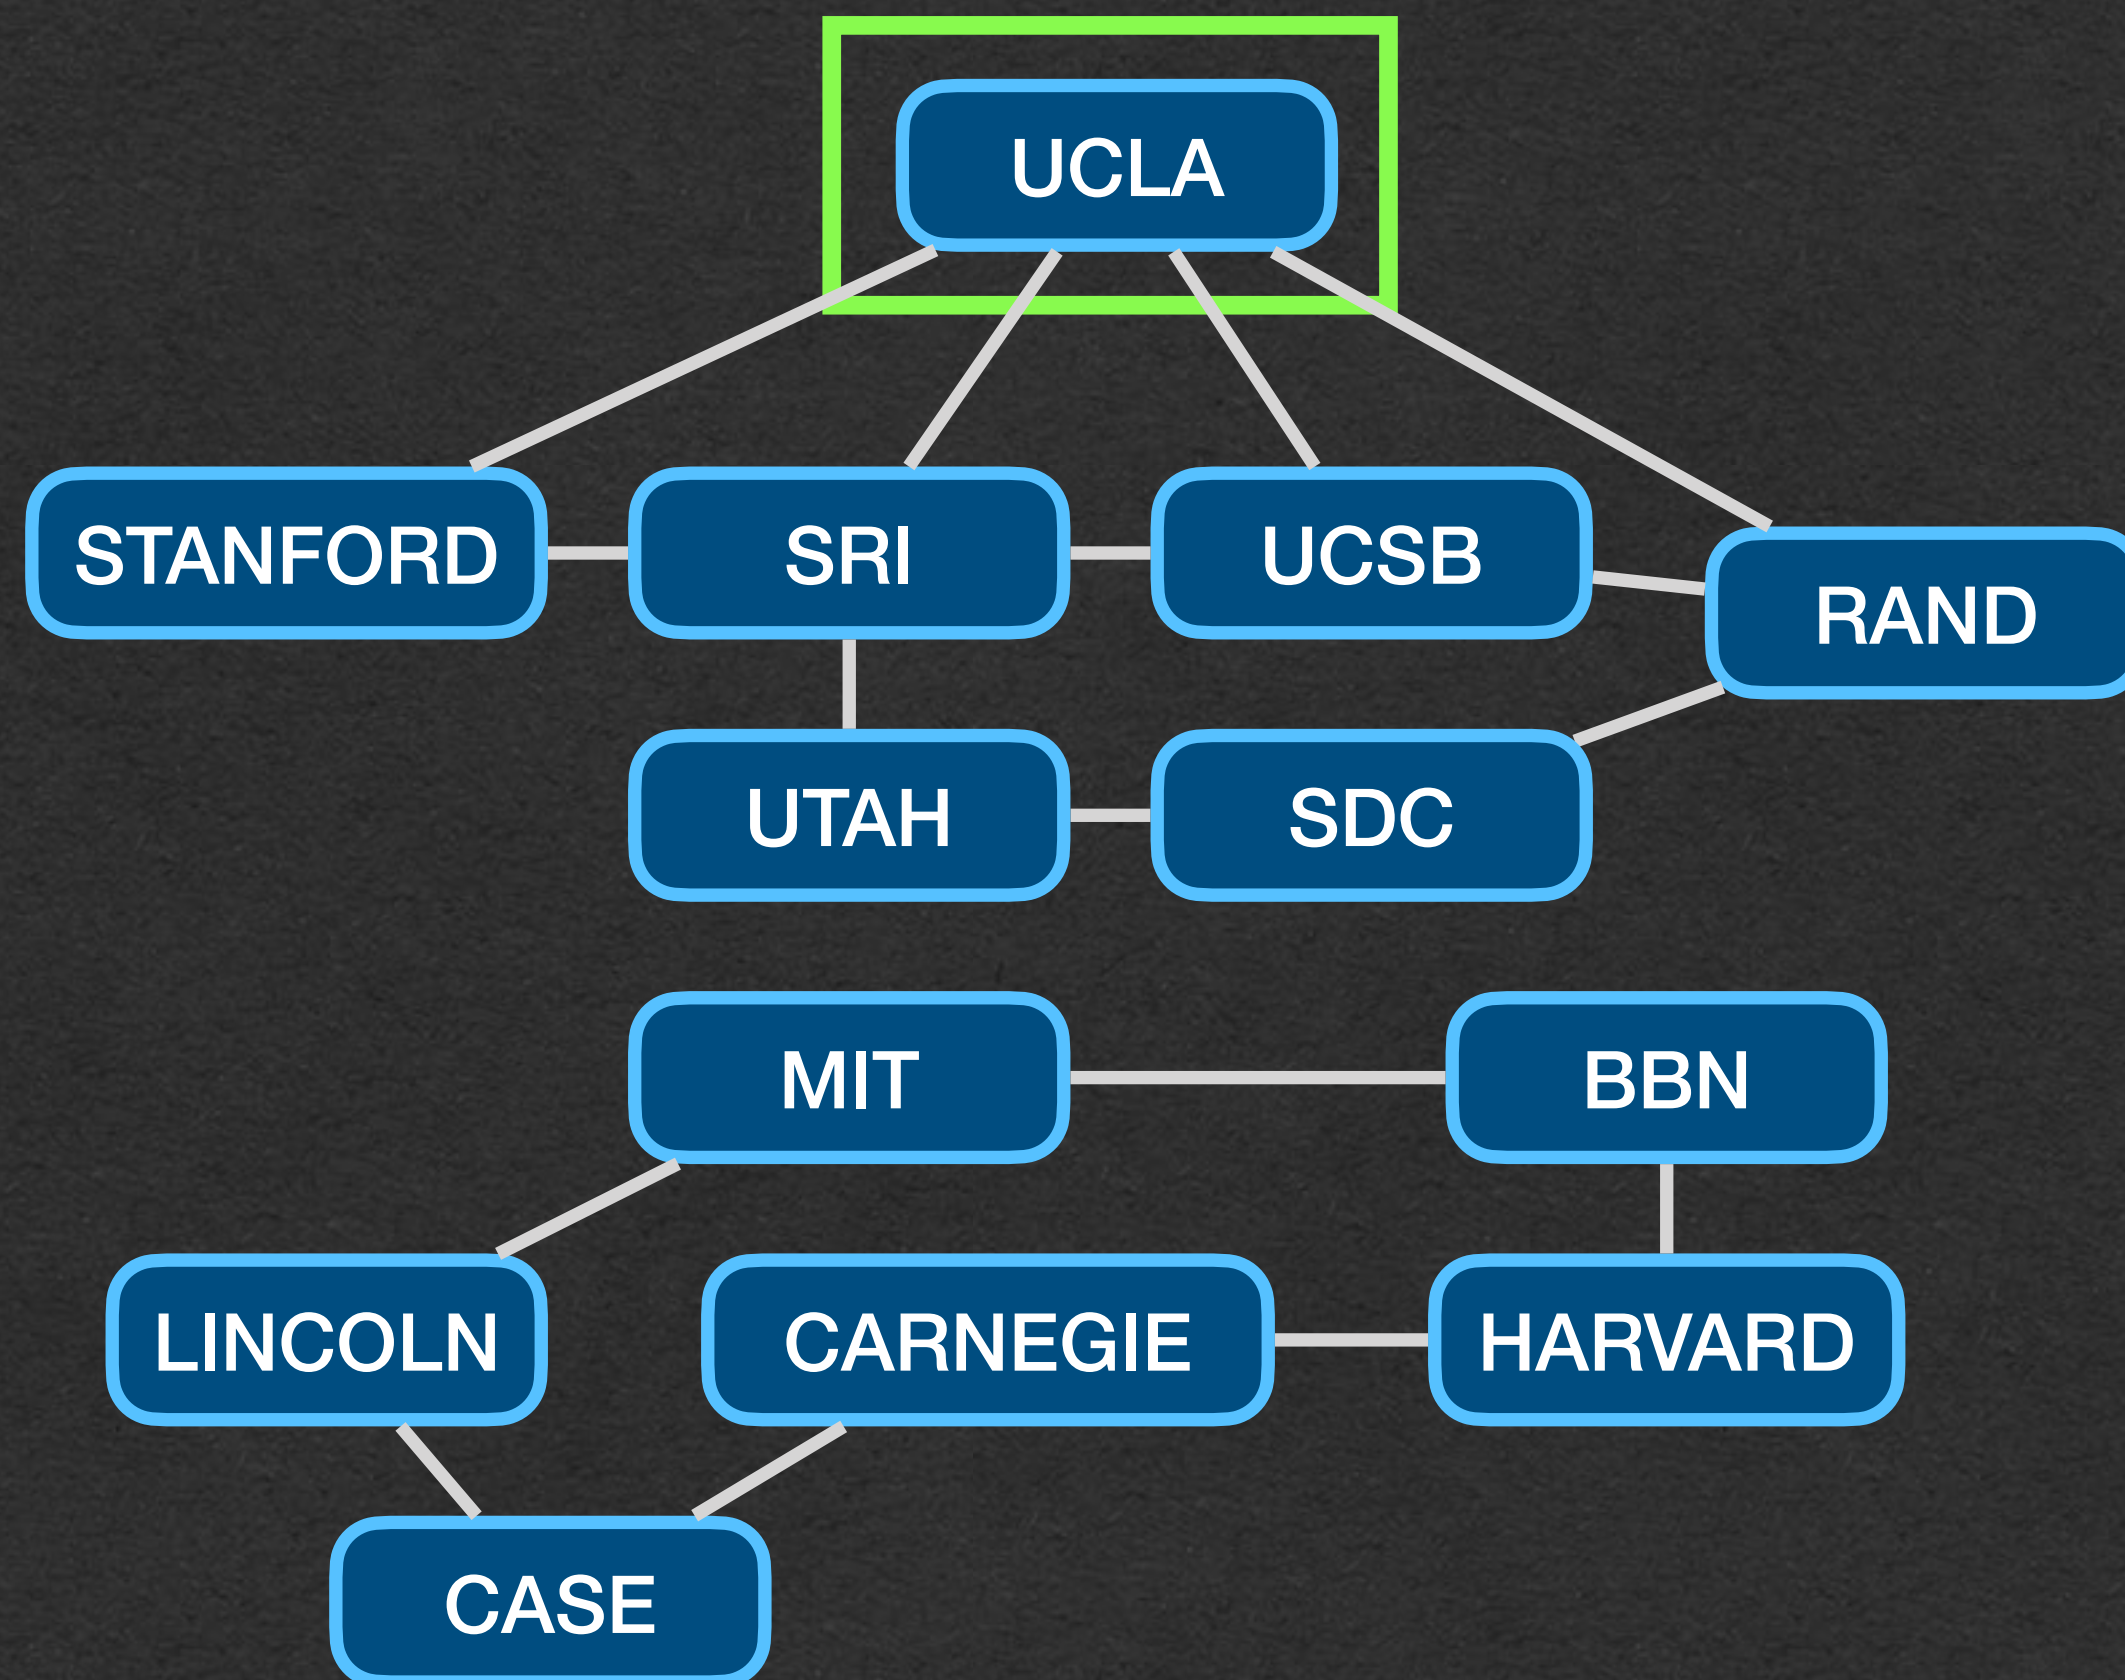 UCLA
STANFORD
SRI
UCSB
RAND
UTAH
SDC
MIT
BBN
LINCOLN
CARNEGIE
HARVARD
CASE